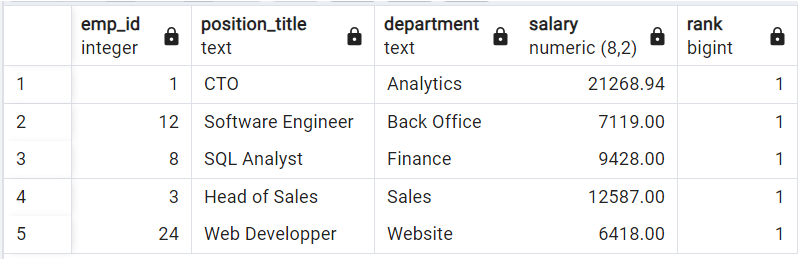 emp_id position_title department salary rank
integer text text numeric (8,2) bigint
1 1 CTO Analytics 21268.94 1
2 12 Software Engineer Back Office 7119.00 1
3 8 SQL Analyst Finance 9428.00 1
4 3 Head of Sales Sales 12587.00 1
5 24 Web Developper Website 6418.00 1